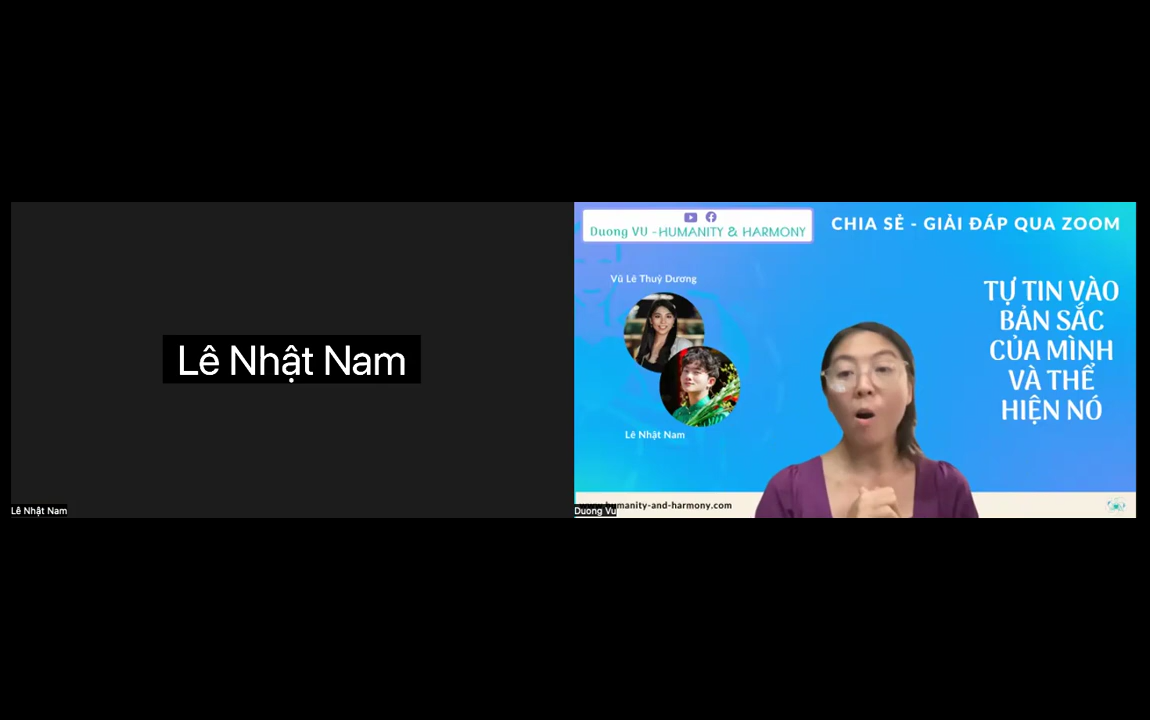 Lê Nhật Nam
Lê Nhật Nam
Duong VU - HUMANITY & HARMONY
CHIA SẺ - GIẢI ĐÁP QUA ZOOM
Vũ Lê Thuỳ Dương
Lê Nhật Nam
TỰ TIN VÀO
BẢN SẮC
CỦA MÌNH
VÀ THỂ
HIỆN NÓ
humanity-and-harmony.com
Duong Vu